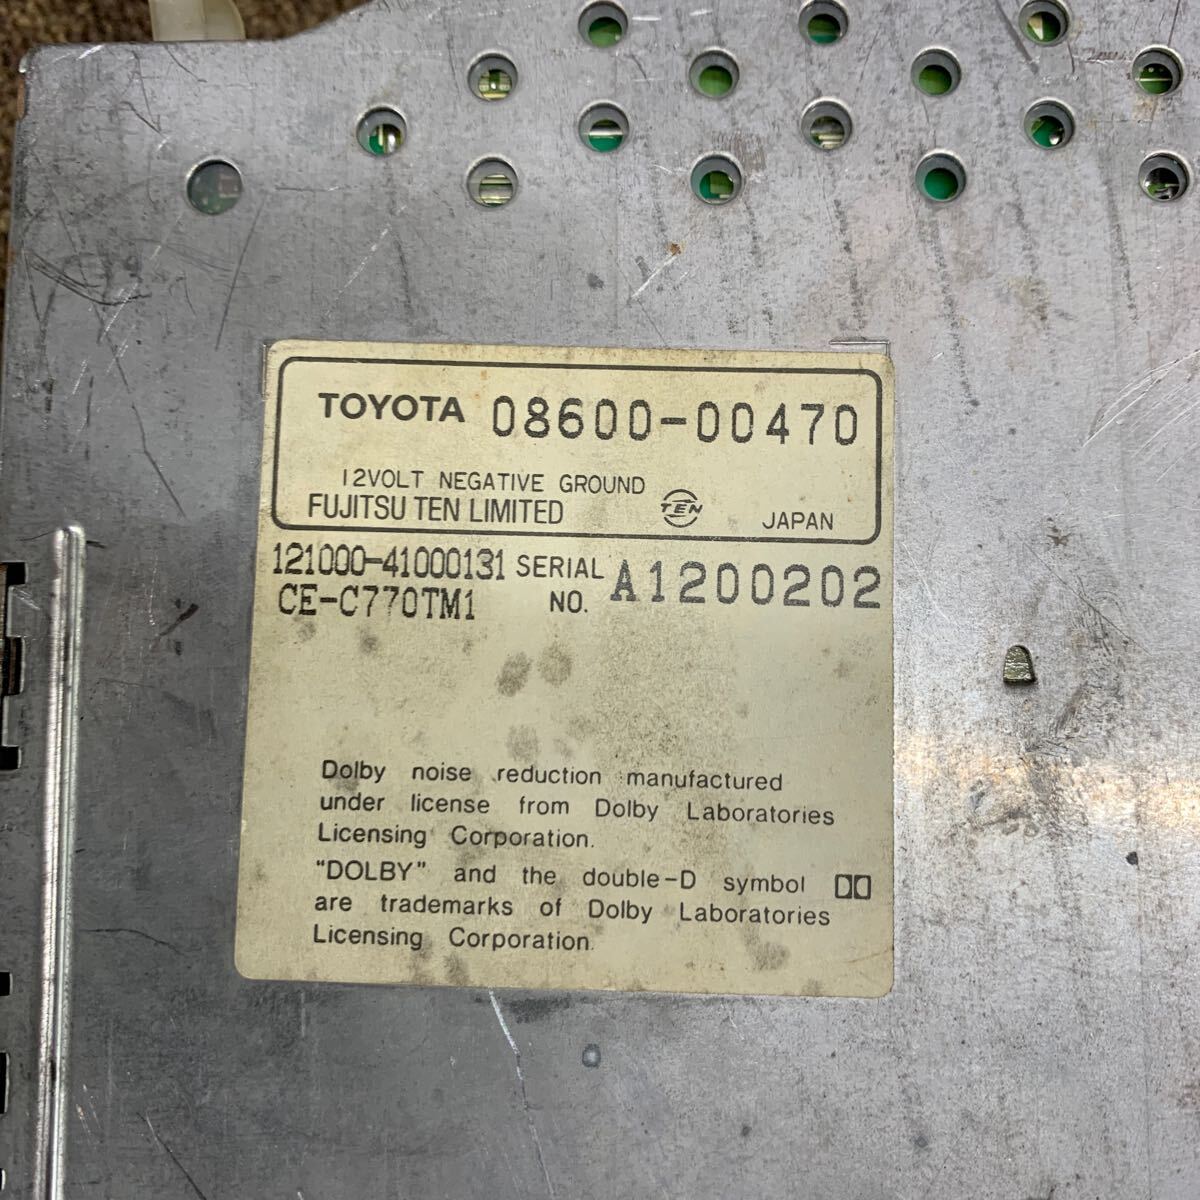 TOYOTA 08600-00470
12VOLT NEGATIVE GROUND
FUJITSU TEN LIMITED TEN JAPAN
121000-41000131 SERIAL NO. A1200202
CE-C770TM1
Dolby noise reduction manufactured
under license from Dolby Laboratories
Licensing Corporation.
"DOLBY" and the double-D symbol
are trademarks of Dolby Laboratories
Licensing Corporation.